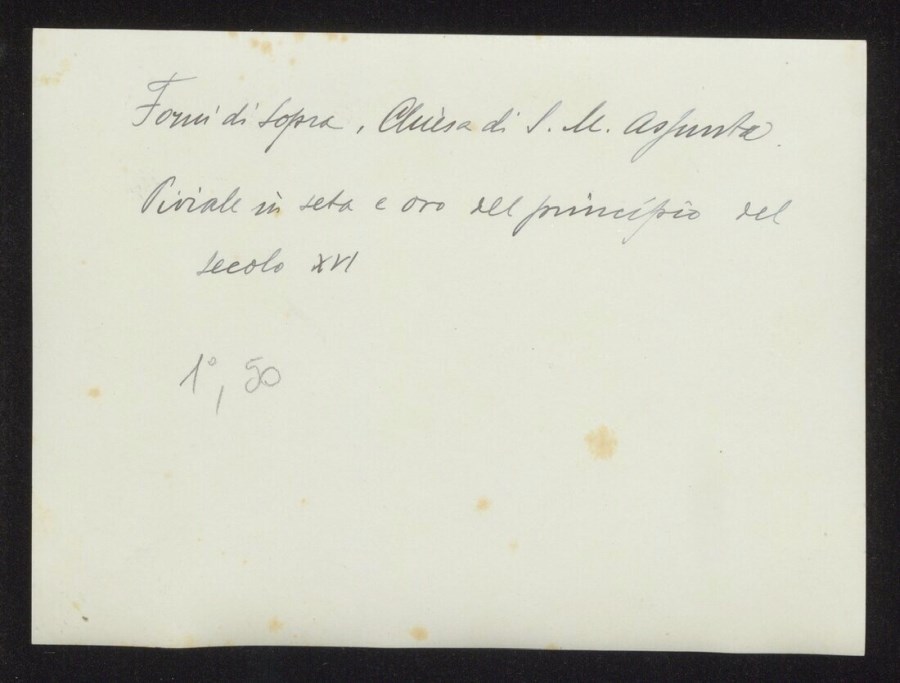 Forni di Sopra, Chiesa di S. M. Assunta.
Piviale in seta e oro del principio del
secolo XVI
1°, 50